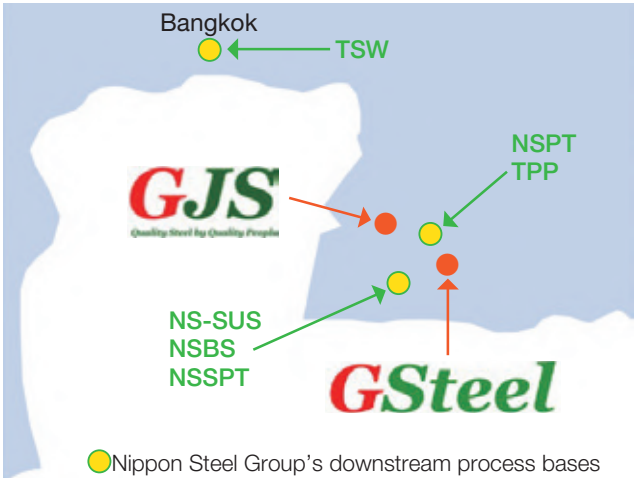 Bangkok
TSW
NSPT
TPP
GJS
Quality Steel by Quality People
NS-SUS
NSBS
NSSPT
GSteel
Nippon Steel Group's downstream process bases